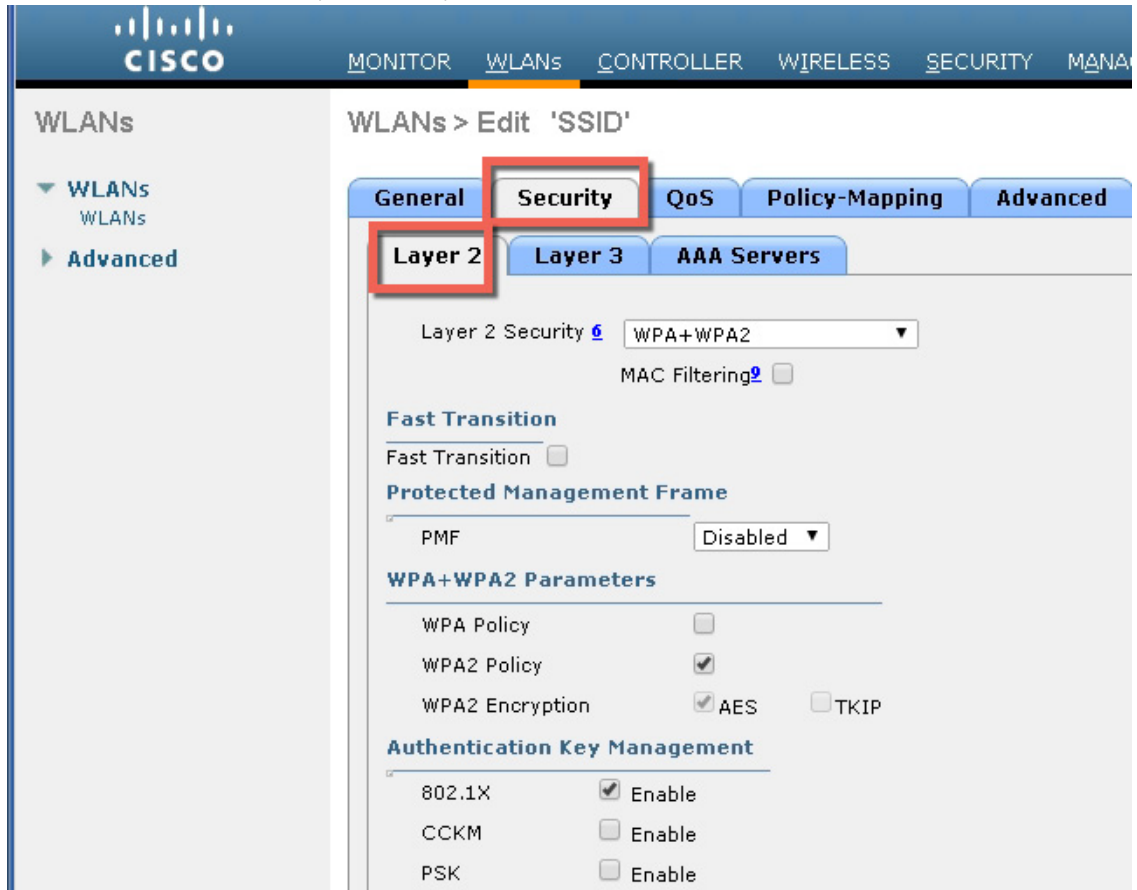 CISCO
MONITOR WLANs CONTROLLER WIRELESS SECURITY MANAG
WLANs
WLANs > Edit 'SSID'
WLANs
WLANs
Advanced
General Security QoS Policy-Mapping Advanced
Layer 2 Layer 3 AAA Servers
Layer 2 Security 6 WPA+WPA2
MAC Filtering9
Fast Transition
Fast Transition
Protected Management Frame
PMF Disabled
WPA+WPA2 Parameters
WPA Policy
WPA2 Policy
WPA2 Encryption AES TKIP
Authentication Key Management
802.1X Enable
CCKM Enable
PSK Enable